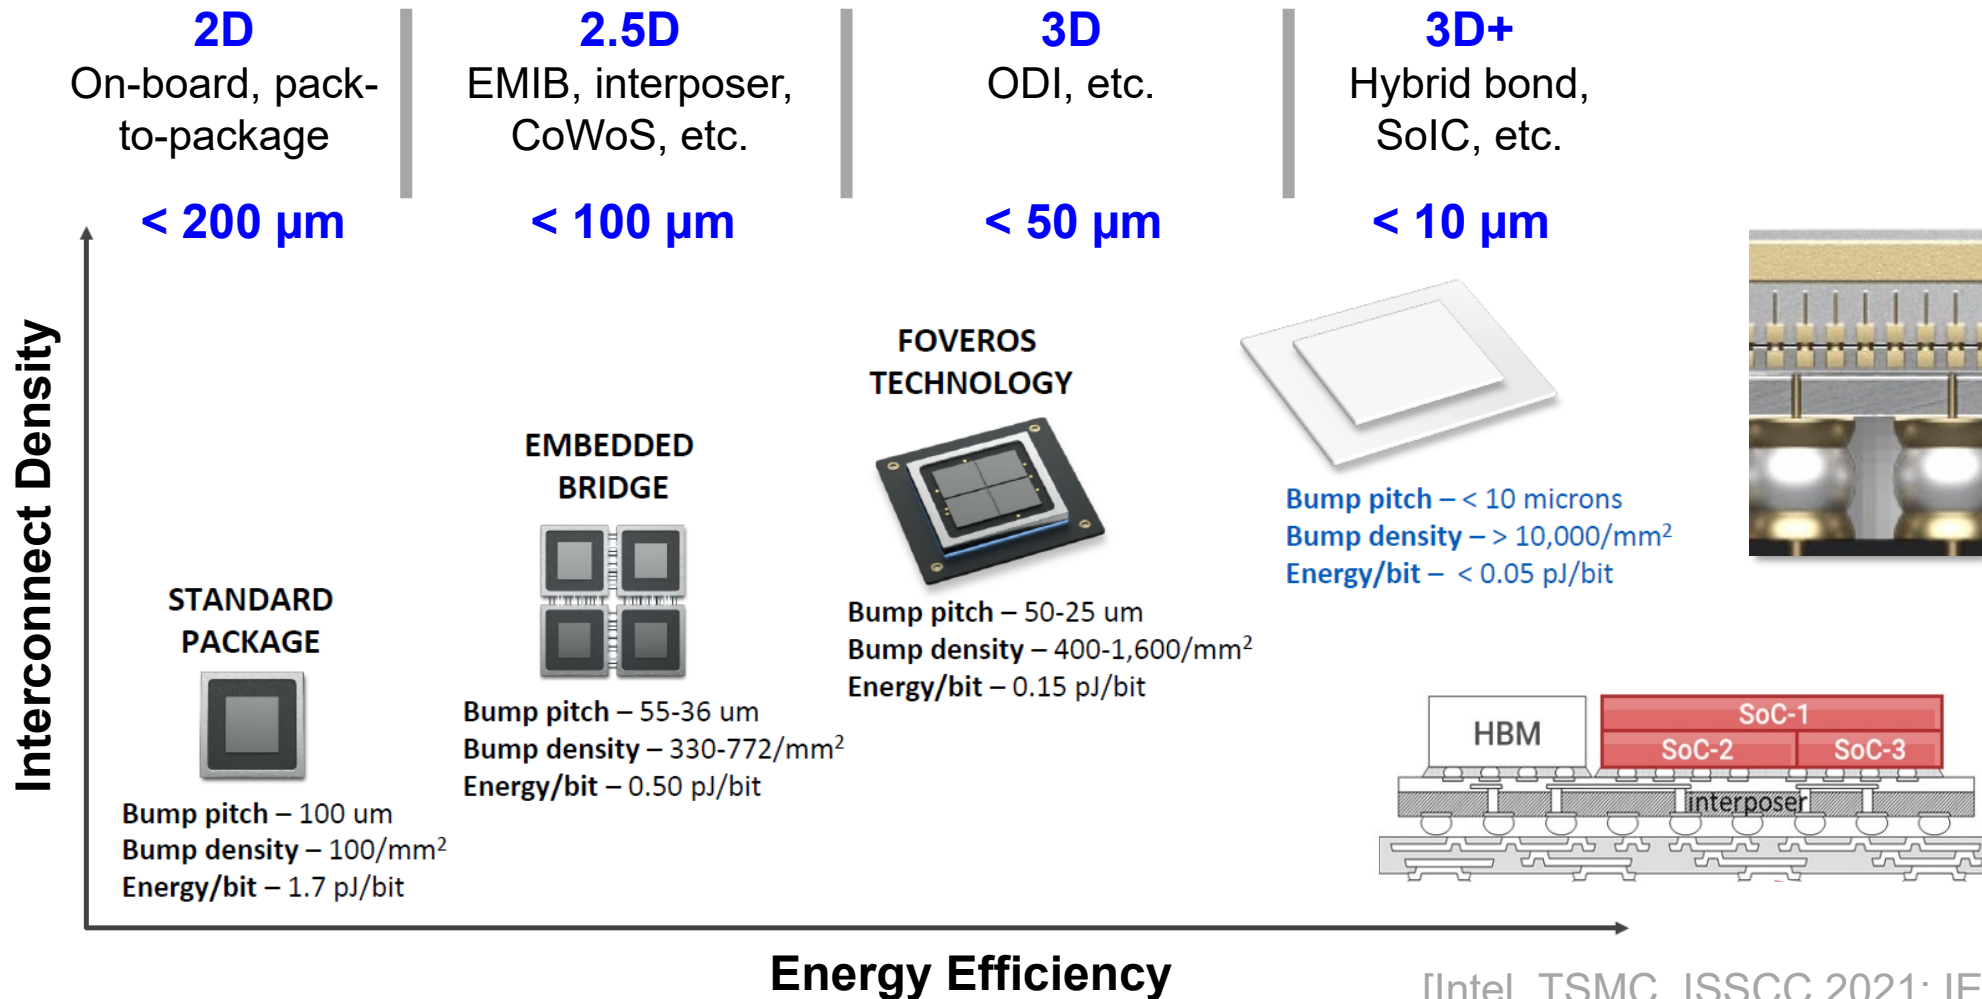 2D
On-board, pack-
to-package
< 200 µm
2.5D
EMIB, interposer,
CoWoS, etc.
< 100 µm
3D
ODI, etc.
< 50 µm
3D+
Hybrid bond,
SoIC, etc.
< 10 µm
Interconnect Density
STANDARD
PACKAGE
Bump pitch – 100 um
Bump density – 100/mm²
Energy/bit – 1.7 pJ/bit
EMBEDDED
BRIDGE
Bump pitch – 55-36 um
Bump density – 330-772/mm²
Energy/bit – 0.50 pJ/bit
FOVEROS
TECHNOLOGY
Bump pitch – 50-25 um
Bump density – 400-1,600/mm²
Energy/bit – 0.15 pJ/bit
Bump pitch – < 10 microns
Bump density – > 10,000/mm²
Energy/bit – < 0.05 pJ/bit
HBM
SoC-1
SoC-2
SoC-3
interposer
Energy Efficiency
[Intel, TSMC, ISSCC 2021; IE